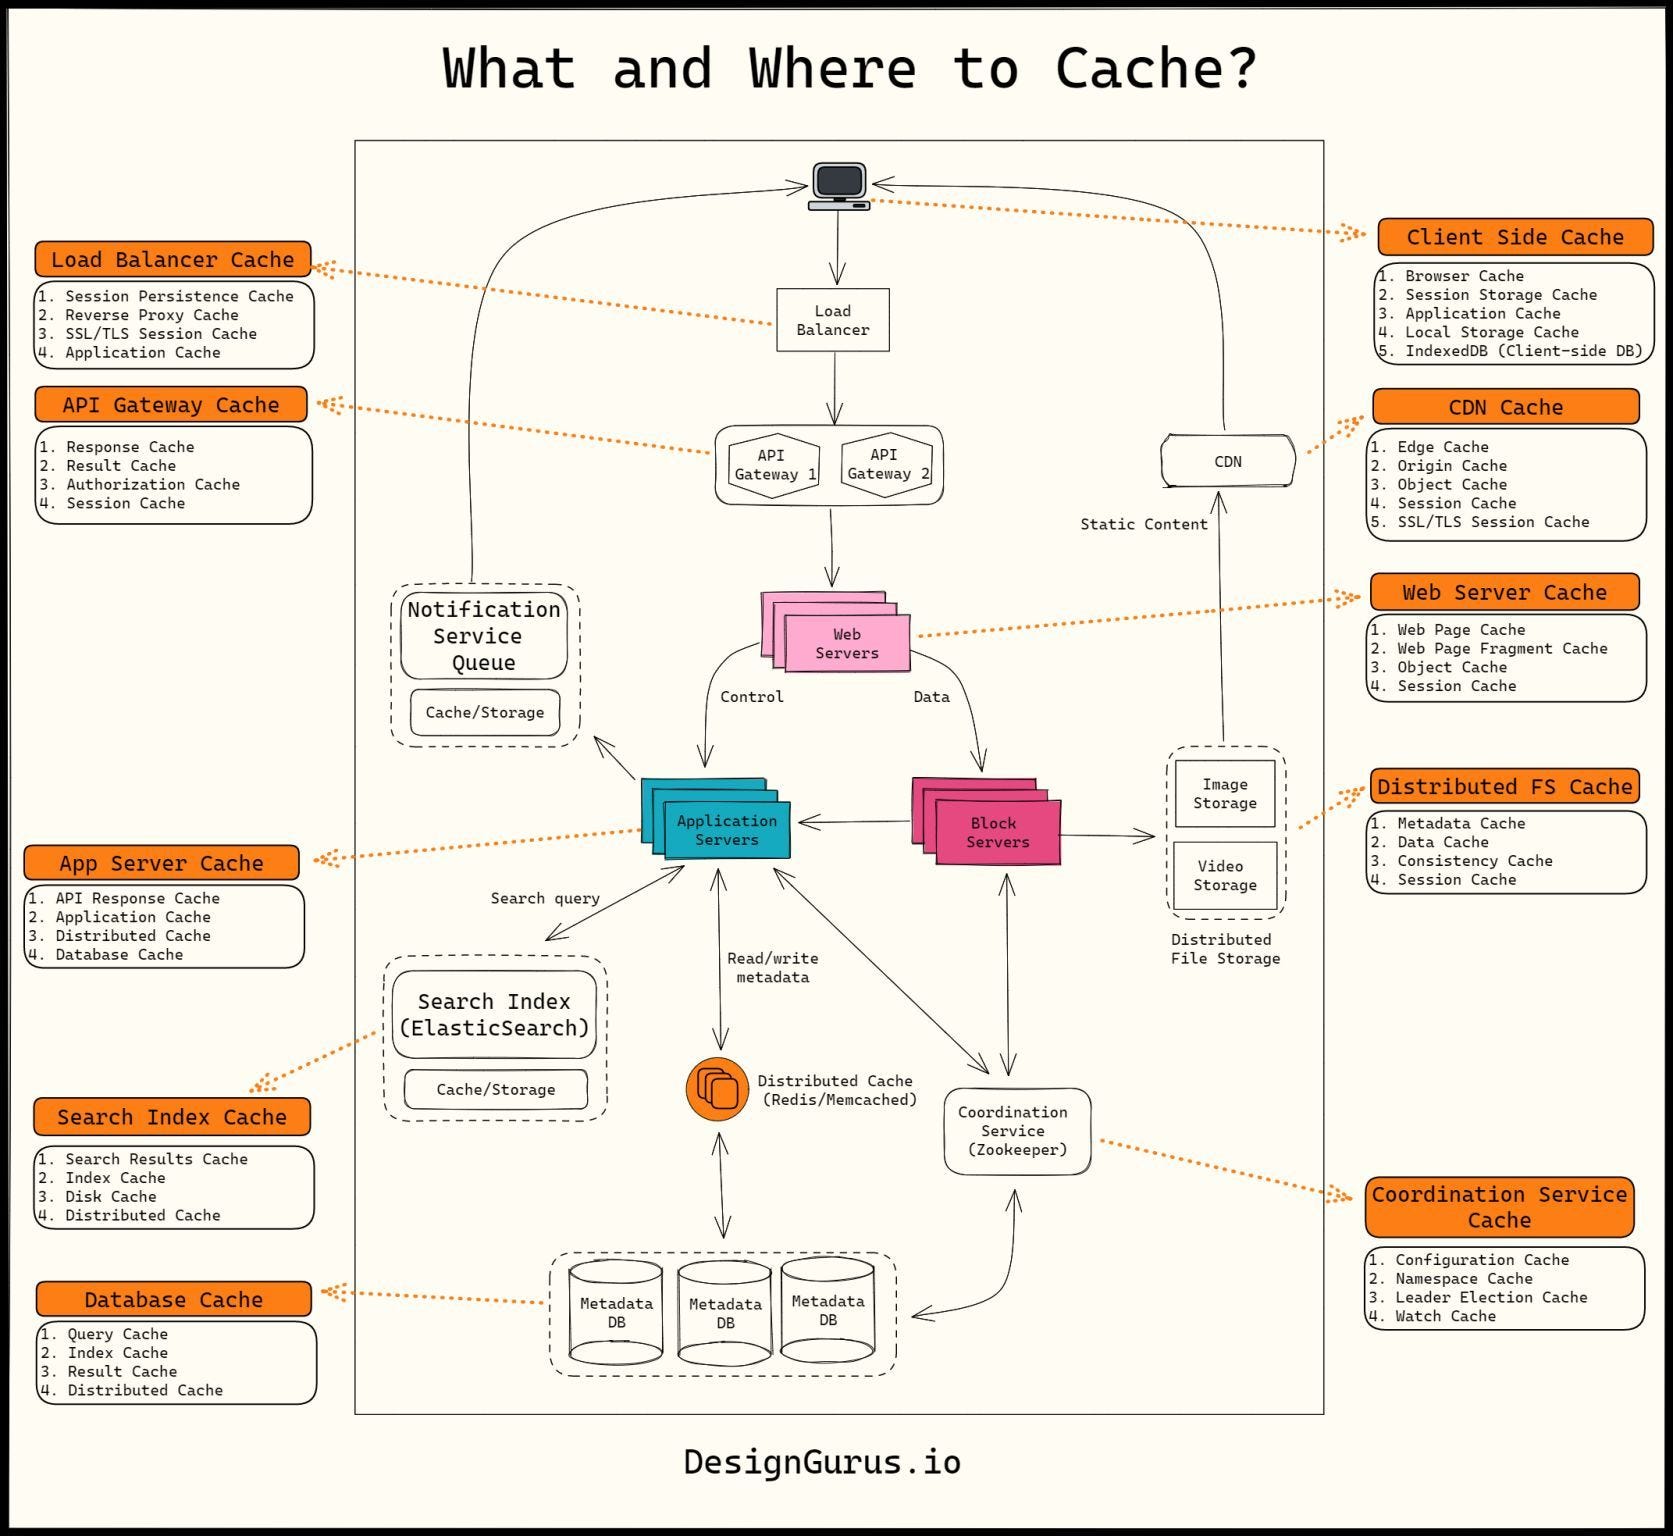 What and Where to Cache?
Load Balancer Cache
1. Session Persistence Cache
2. Reverse Proxy Cache
3. SSL/TLS Session Cache
4. Application Cache
API Gateway Cache
1. Response Cache
2. Result Cache
3. Authorization Cache
4. Session Cache
App Server Cache
1. API Response Cache
2. Application Cache
3. Distributed Cache
4. Database Cache
Search Index Cache
1. Search Results Cache
2. Index Cache
3. Disk Cache
4. Distributed Cache
Database Cache
1. Query Cache
2. Index Cache
3. Result Cache
4. Distributed Cache
Load
Balancer
API
Gateway 1
API
Gateway 2
CDN
Static Content
Notification
Service
Queue
Cache/Storage
Web
Servers
Control
Data
Application
Servers
Block
Servers
Image
Storage
Video
Storage
Distributed
File Storage
Search query
Read/write
metadata
Search Index
(ElasticSearch)
Cache/Storage
Distributed Cache
(Redis/Memcached)
Coordination
Service
(Zookeeper)
Metadata
DB
Metadata
DB
Metadata
DB
Client Side Cache
1. Browser Cache
2. Session Storage Cache
3. Application Cache
4. Local Storage Cache
5. IndexedDB (Client-side DB)
CDN Cache
1. Edge Cache
2. Origin Cache
3. Object Cache
4. Session Cache
5. SSL/TLS Session Cache
Web Server Cache
1. Web Page Cache
2. Web Page Fragment Cache
3. Object Cache
4. Session Cache
Distributed FS Cache
1. Metadata Cache
2. Data Cache
3. Consistency Cache
4. Session Cache
Coordination Service
Cache
1. Configuration Cache
2. Namespace Cache
3. Leader Election Cache
4. Watch Cache
DesignGurus.io